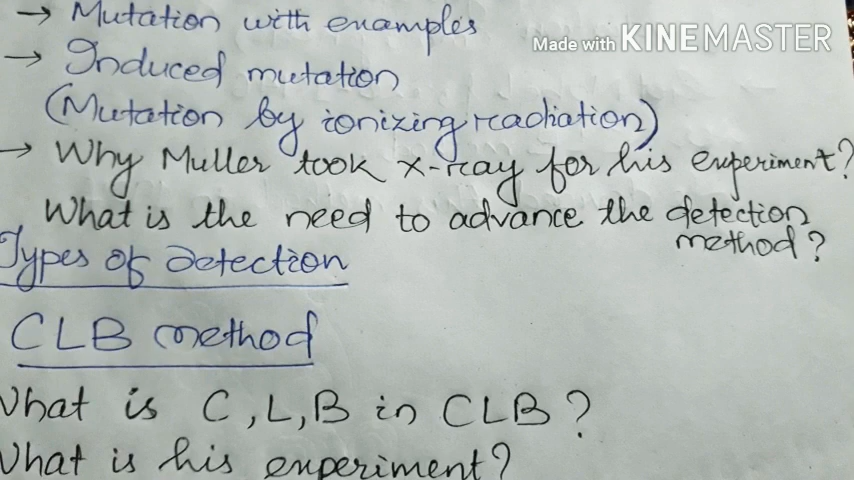 → Mutation with examples
Made with KINEMASTER
→ Induced mutation
(Mutation by ionizing radiation)
→ Why Muller took x-ray for his experiment?
What is the need to advance the detection
method?
Types of Detection
CLB method
What is C, L, B in CLB?
What is his experiment?